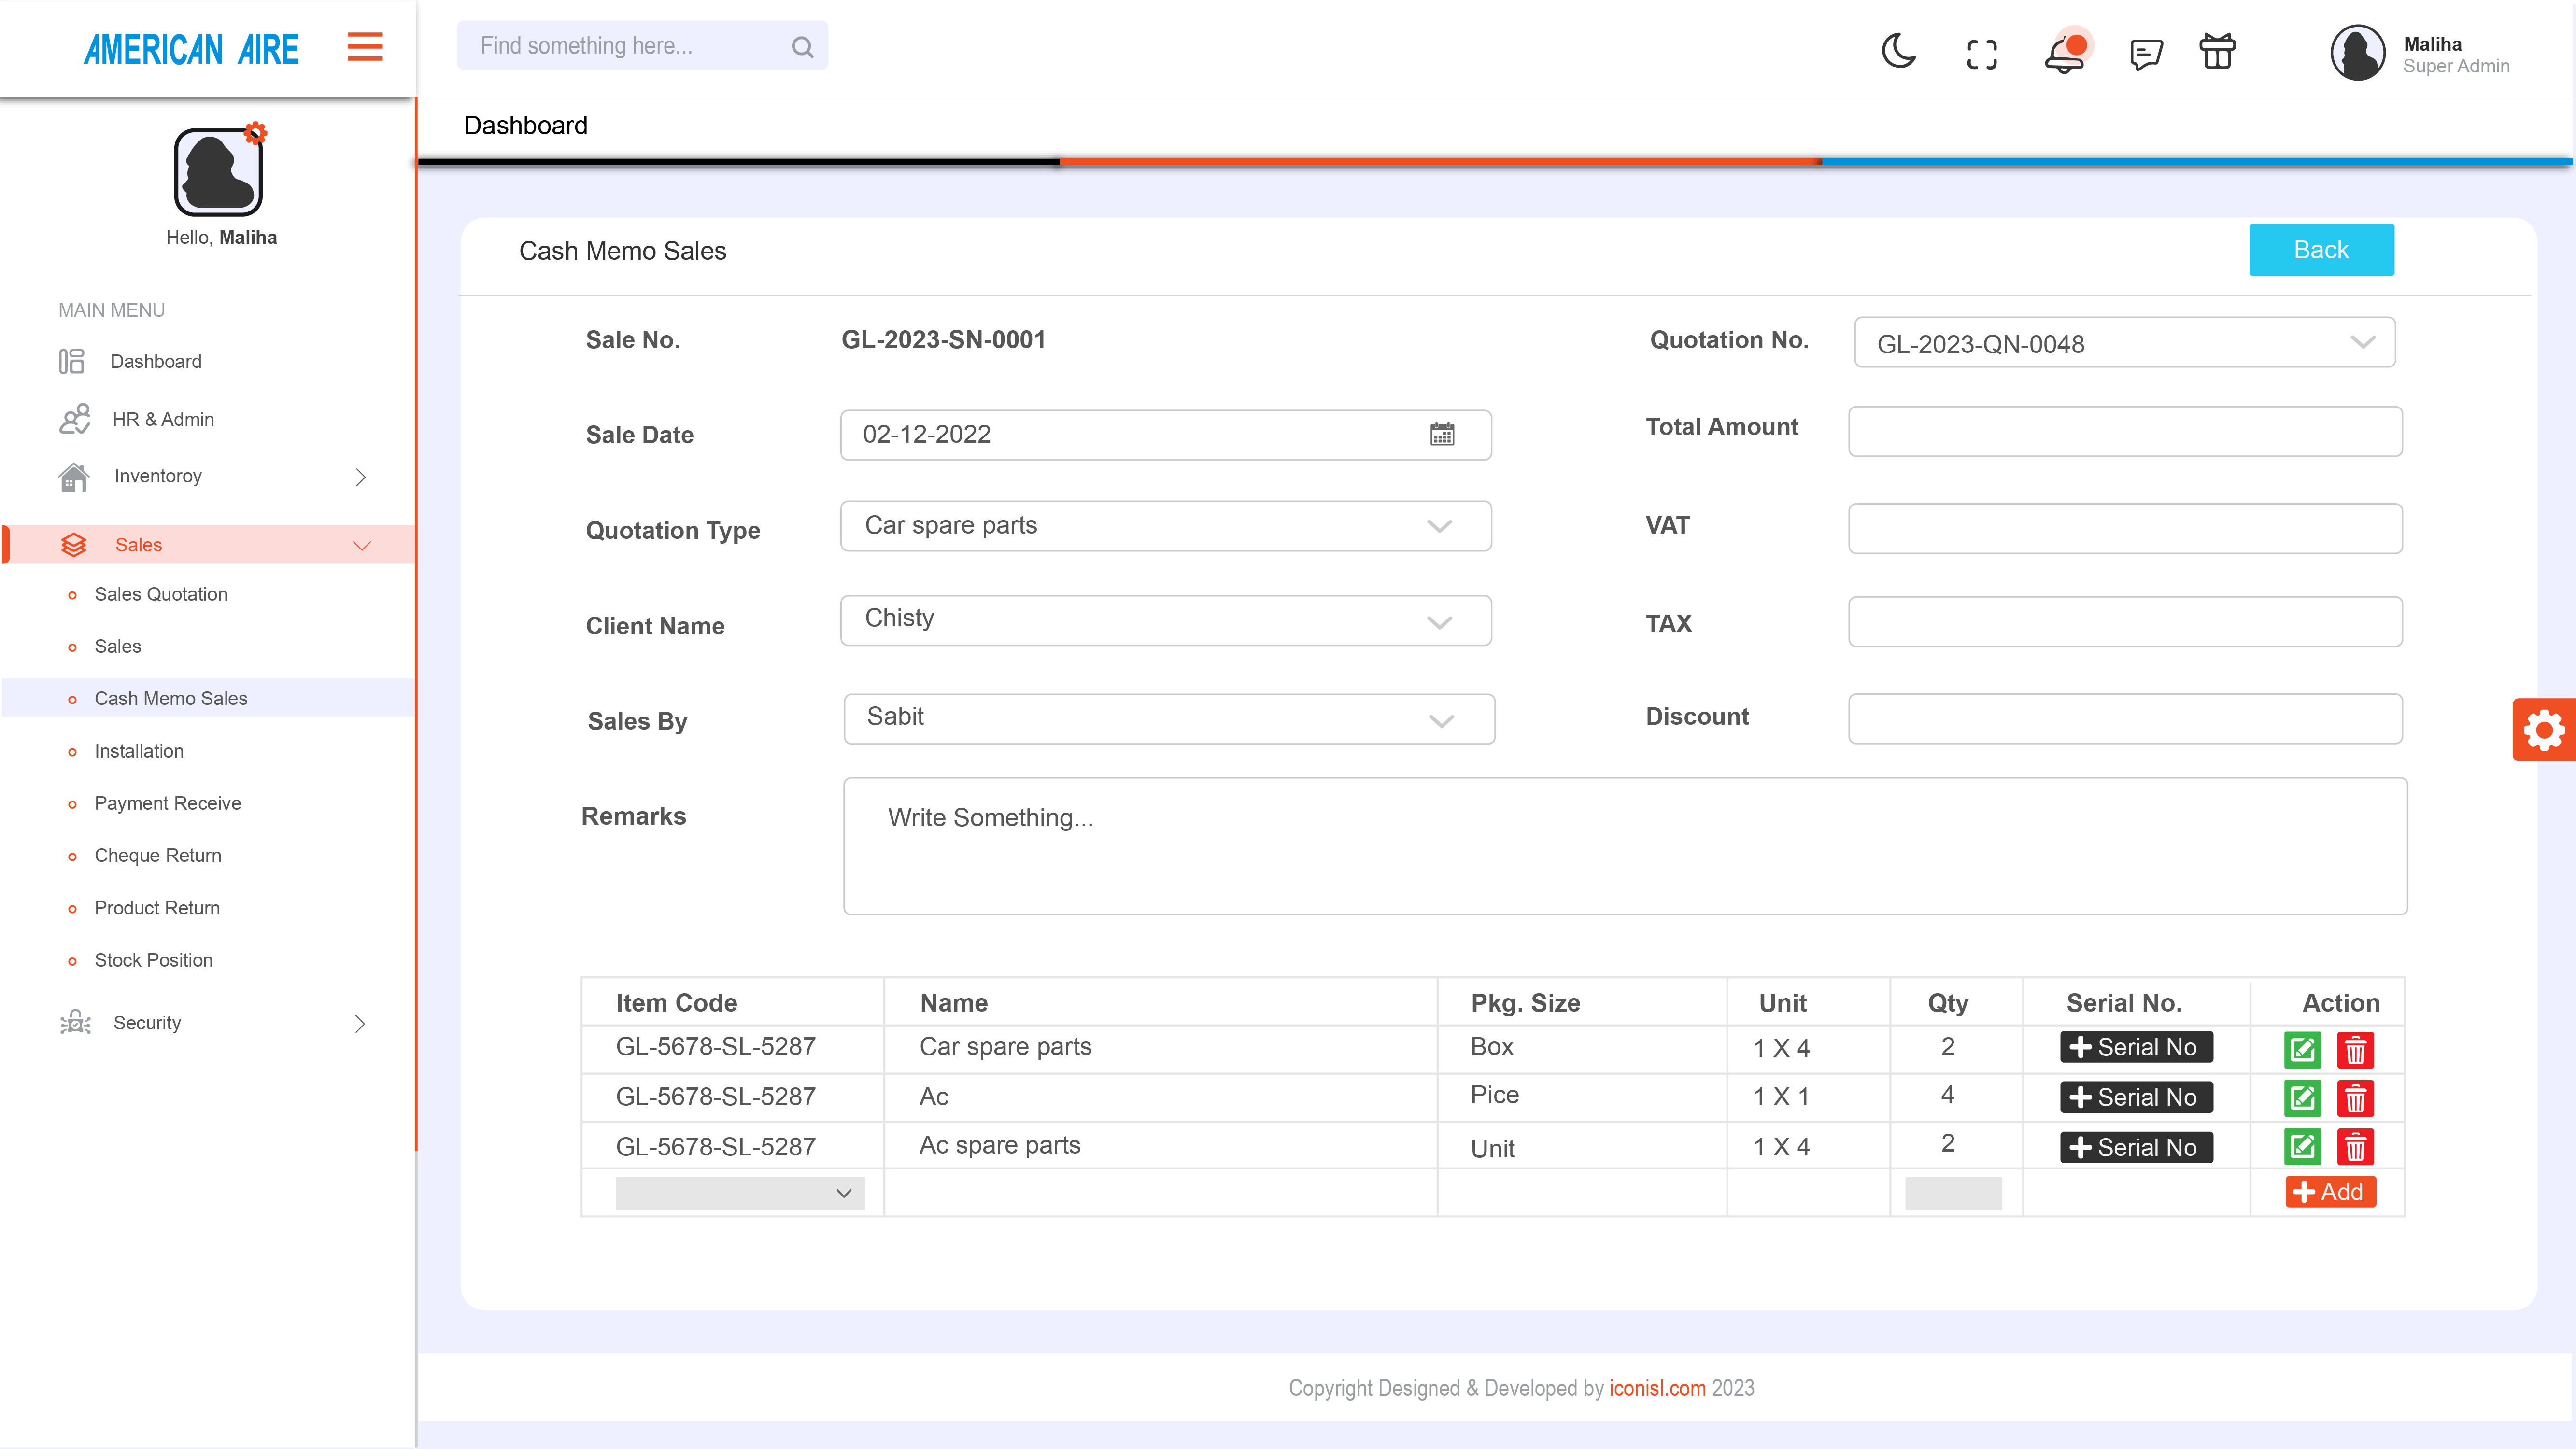 AMERICAN AIRE
Find something here...
Maliha
Super Admin
Dashboard
Hello, Maliha
MAIN MENU
Dashboard
HR & Admin
Inventoroy
Sales
Sales Quotation
Sales
Cash Memo Sales
Installation
Payment Receive
Cheque Return
Product Return
Stock Position
Security
Cash Memo Sales
Back
Sale No. GL-2023-SN-0001 Quotation No. GL-2023-QN-0048
Sale Date 02-12-2022 Total Amount
Quotation Type Car spare parts VAT
Client Name Chisty TAX
Sales By Sabit Discount
Remarks Write Something...
Item Code Name Pkg. Size Unit Qty Serial No. Action
GL-5678-SL-5287 Car spare parts Box 1 X 4 2 Serial No
GL-5678-SL-5287 Ac Pice 1 X 1 4 Serial No
GL-5678-SL-5287 Ac spare parts Unit 1 X 4 2 Serial No
Add
Copyright Designed & Developed by iconisl.com 2023